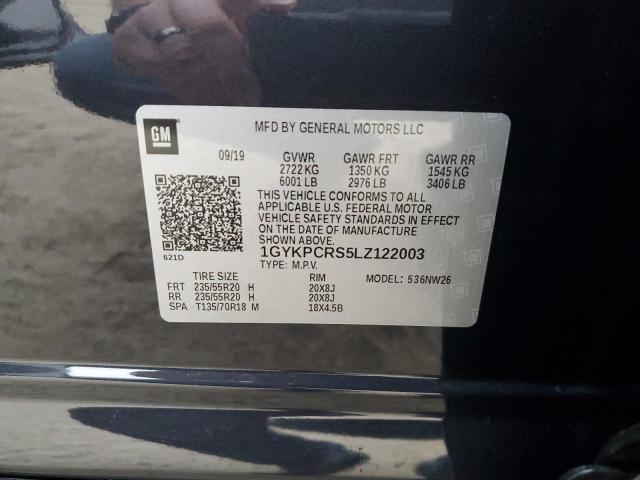 GM
MFD BY GENERAL MOTORS LLC
09/19 GVWR GAWR FRT GAWR RR
2722 KG 1350 KG 1545 KG
6001 LB 2976 LB 3406 LB
THIS VEHICLE CONFORMS TO ALL
APPLICABLE U.S. FEDERAL MOTOR
VEHICLE SAFETY STANDARDS IN EFFECT
ON THE DATE OF MANUFACTURE
SHOWN ABOVE.
621D 1GYKPCRS5LZ122003
TYPE: M.P.V. MODEL: 536NW26
TIRE SIZE RIM
FRT 235/55R20 H 20X8J
RR 235/55R20 H 20X8J
SPA T135/70R18 M 18X4.5B